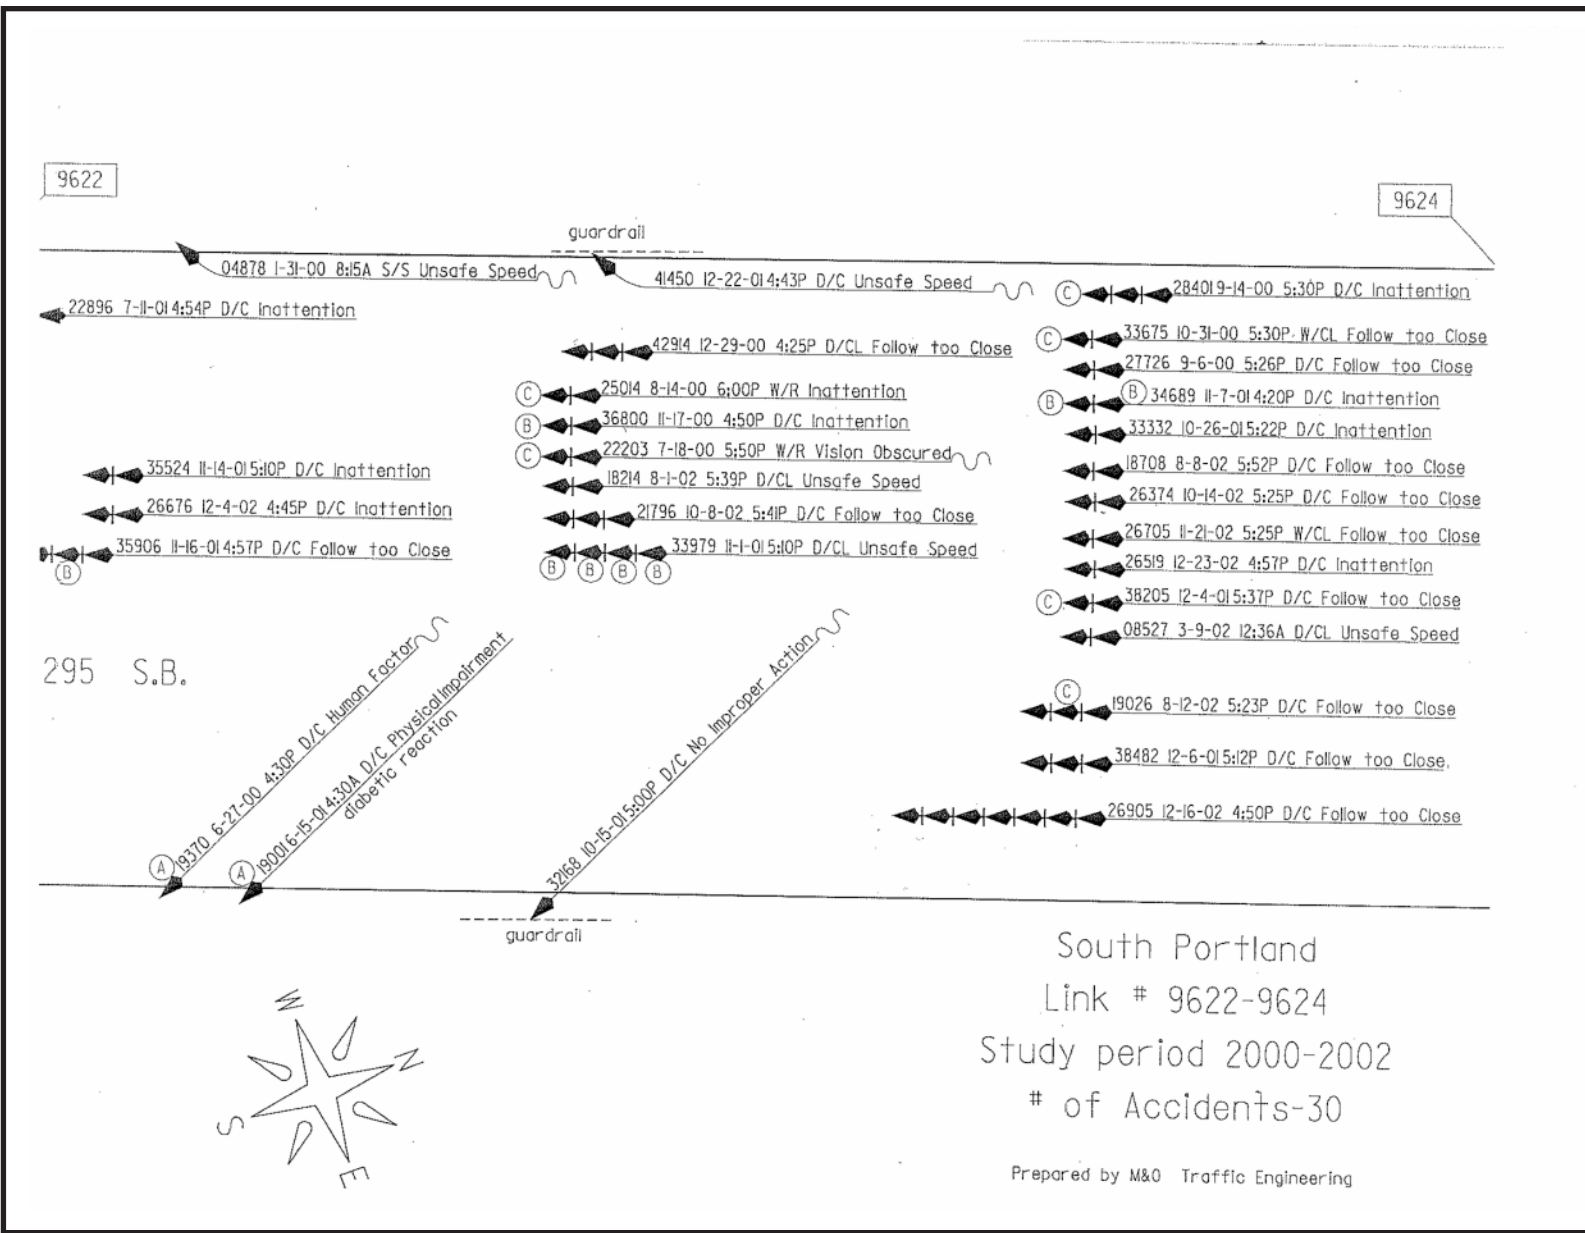 9622
9624
guardrail
04878 1-31-00 8:15A S/S Unsafe Speed
41450 12-22-01 4:43P D/C Unsafe Speed
C 28401 9-14-00 5:30P D/C Inattention
22896 7-11-01 4:54P D/C Inattention
C 33675 10-31-00 5:30P W/CL Follow too Close
42914 12-29-00 4:25P D/CL Follow too Close
27726 9-6-00 5:26P D/C Follow too Close
C 25014 8-14-00 6:00P W/R Inattention
B B 34689 11-7-01 4:20P D/C Inattention
B 36800 11-17-00 4:50P D/C Inattention
33332 10-26-01 5:22P D/C Inattention
C 22203 7-18-00 5:50P W/R Vision Obscured
35524 11-14-01 5:10P D/C Inattention
18214 8-1-02 5:39P D/CL Unsafe Speed
18708 8-8-02 5:52P D/C Follow too Close
26676 12-4-02 4:45P D/C Inattention
21796 10-8-02 5:41P D/C Follow too Close
26374 10-14-02 5:25P D/C Follow too Close
35906 11-16-01 4:57P D/C Follow too Close
B
33979 11-1-01 5:10P D/CL Unsafe Speed
B B B B
26705 11-21-02 5:25P W/CL Follow too Close
26519 12-23-02 4:57P D/C Inattention
C 38205 12-4-01 5:37P D/C Follow too Close
08527 3-9-02 12:36A D/CL Unsafe Speed
295 S.B.
C
19026 8-12-02 5:23P D/C Follow too Close
38482 12-6-01 5:12P D/C Follow too Close.
26905 12-16-02 4:50P D/C Follow too Close
A 19370 6-27-00 4:30P D/C Human Factor
A 19001 6-15-01 4:30A D/C Physical Impairment
diabetic reaction
32168 10-15-01 5:00P D/C No Improper Action
guardrail
South Portland
Link # 9622-9624
Study period 2000-2002
# of Accidents-30
Prepared by M&O Traffic Engineering
W
N
S
E